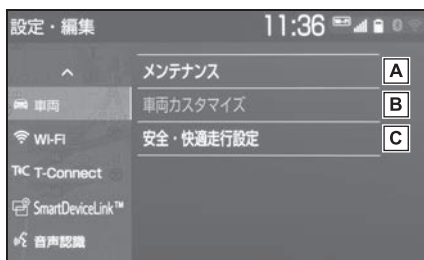 設定・編集 11:36
メンテナンス A
車両 車両カスタマイズ B
Wi-Fi 安全・快適走行設定 C
T-Connect
SmartDeviceLink™
音声認識